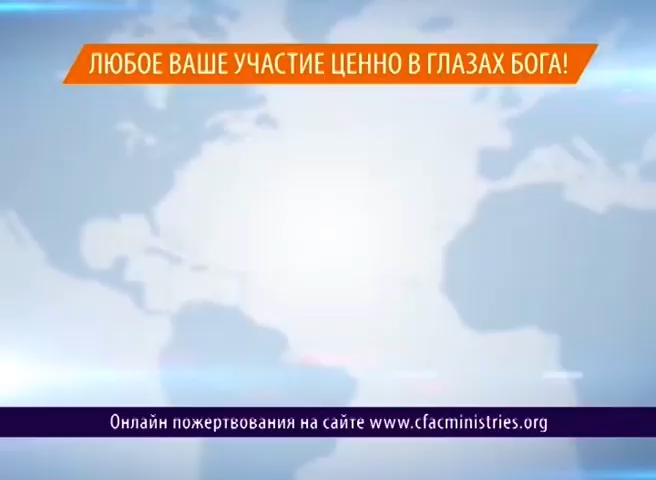 ЛЮБОЕ ВАШЕ УЧАСТИЕ ЦЕННО В ГЛАЗАХ БОГА!
Онлайн пожертвования на сайте www.cfacministries.org